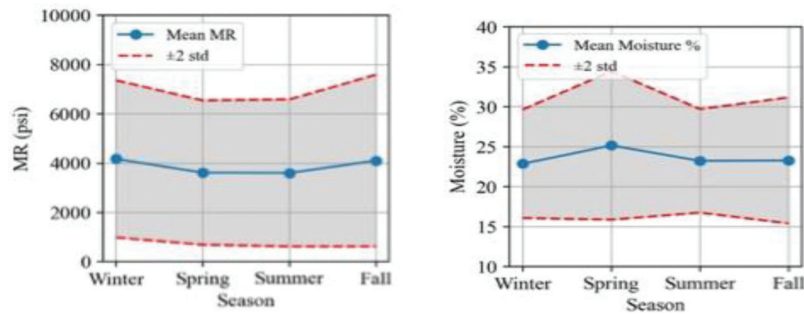 10000
8000
6000
4000
2000
0
MR (psi)
Mean MR
±2 std
Winter Spring Summer Fall
Season
40
35
30
25
20
15
10
Moisture (%)
Mean Moisture %
±2 std
Winter Spring Summer Fall
Season